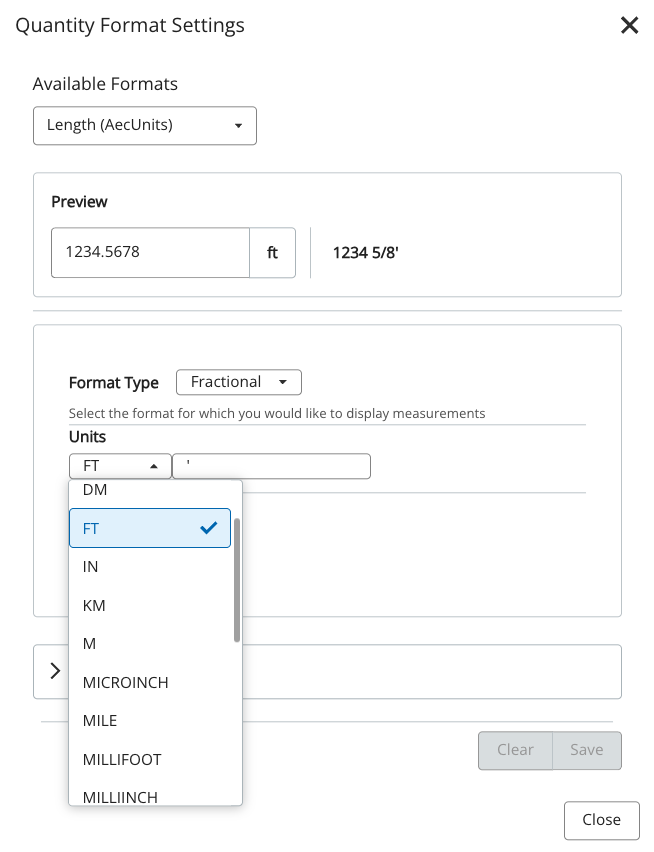 Quantity Format Settings
Available Formats
Length (AecUnits)
Preview
1234.5678 ft 1234 5/8'
Format Type Fractional
Select the format for which you would like to display measurements
Units
FT '
DM
FT
IN
KM
M
MICROINCH
MILE
MILLIFOOT
MILLIINCH
Clear Save
Close